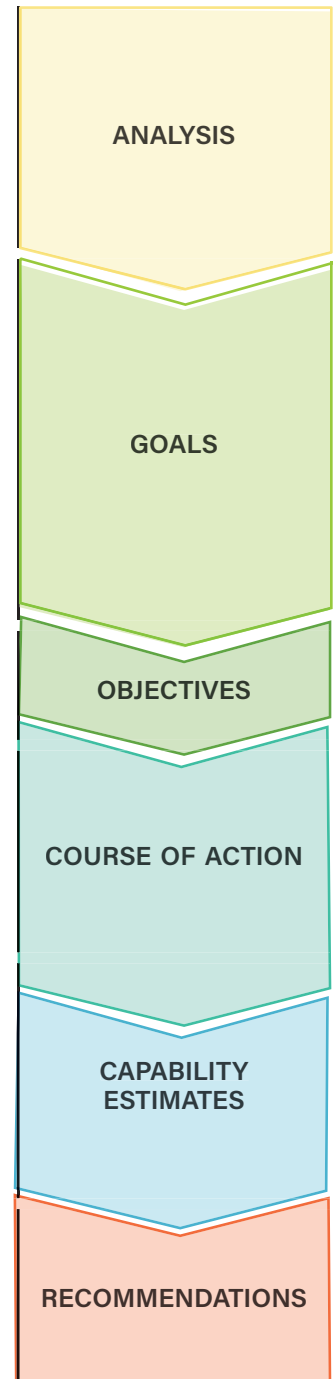 ANALYSIS
GOALS
OBJECTIVES
COURSE OF ACTION
CAPABILITY
ESTIMATES
RECOMMENDATIONS